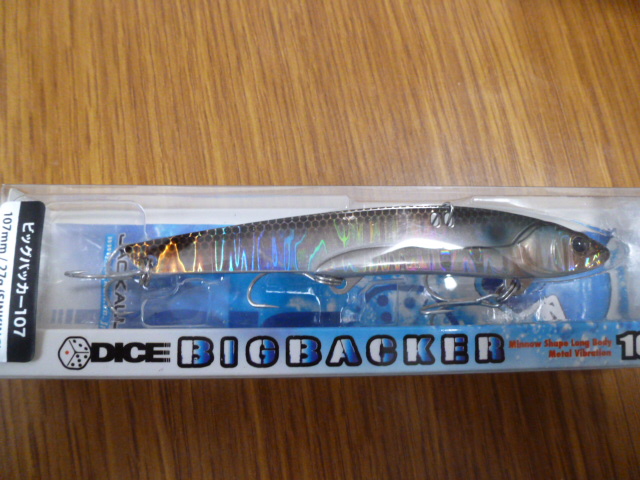 ビッグバッカー107
107mm / 27g
DICE BIGBACKER
Minnow Shape Long Body
Metal Vibration